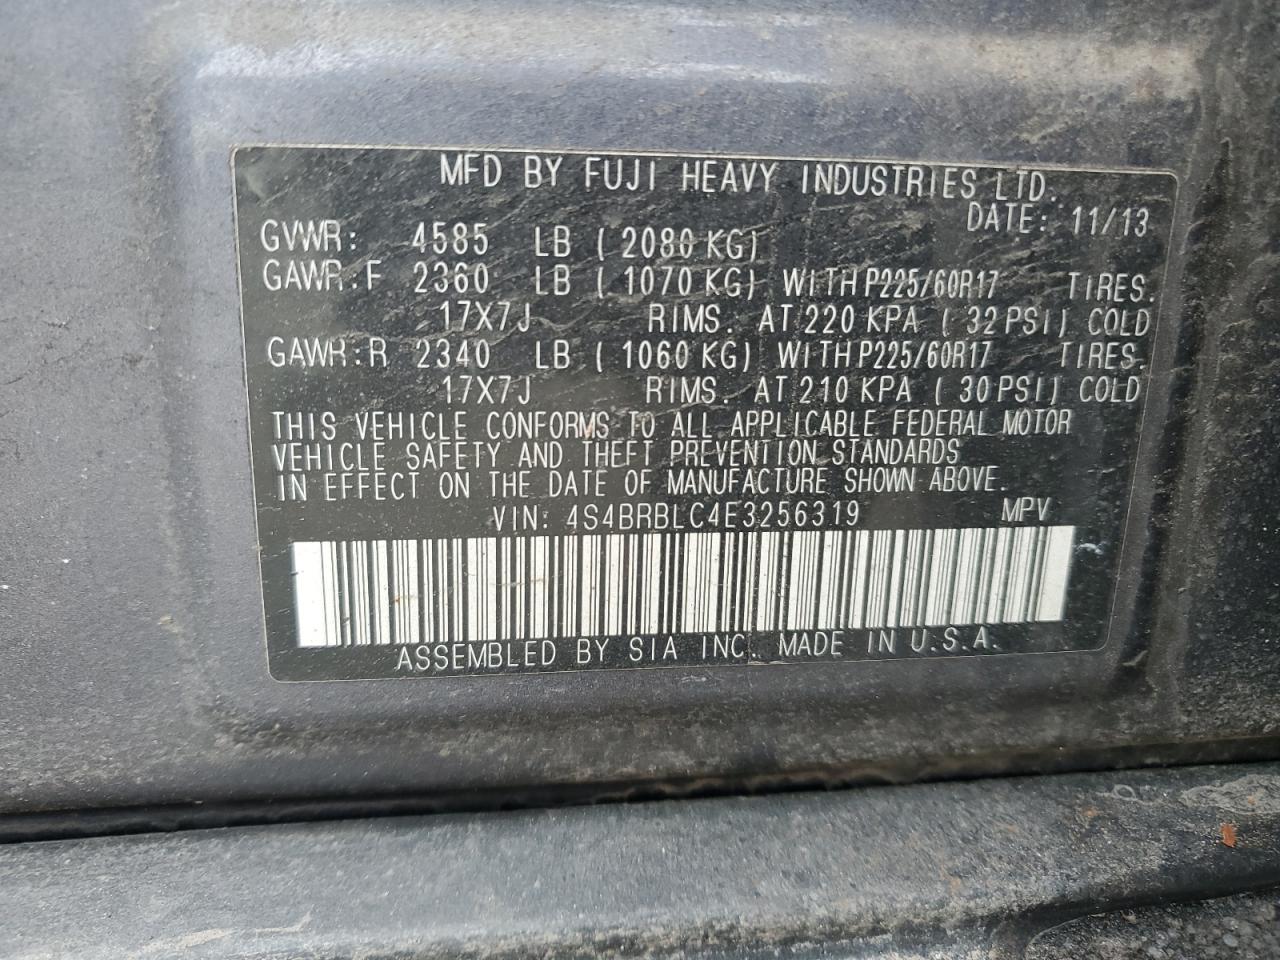 MFD BY FUJI HEAVY INDUSTRIES LTD.
DATE: 11/13
GVWR: 4585 LB ( 2080 KG)
GAWR:F 2360 LB ( 1070 KG) WITH P225/60R17 TIRES.
17X7J RIMS. AT 220 KPA ( 32 PSI) COLD
GAWR:R 2340 LB ( 1060 KG) WITH P225/60R17 TIRES.
17X7J RIMS. AT 210 KPA ( 30 PSI) COLD
THIS VEHICLE CONFORMS TO ALL APPLICABLE FEDERAL MOTOR
VEHICLE SAFETY AND THEFT PREVENTION STANDARDS
IN EFFECT ON THE DATE OF MANUFACTURE SHOWN ABOVE.
VIN: 4S4BRBLC4E3256319 MPV
ASSEMBLED BY SIA INC. MADE IN U.S.A.